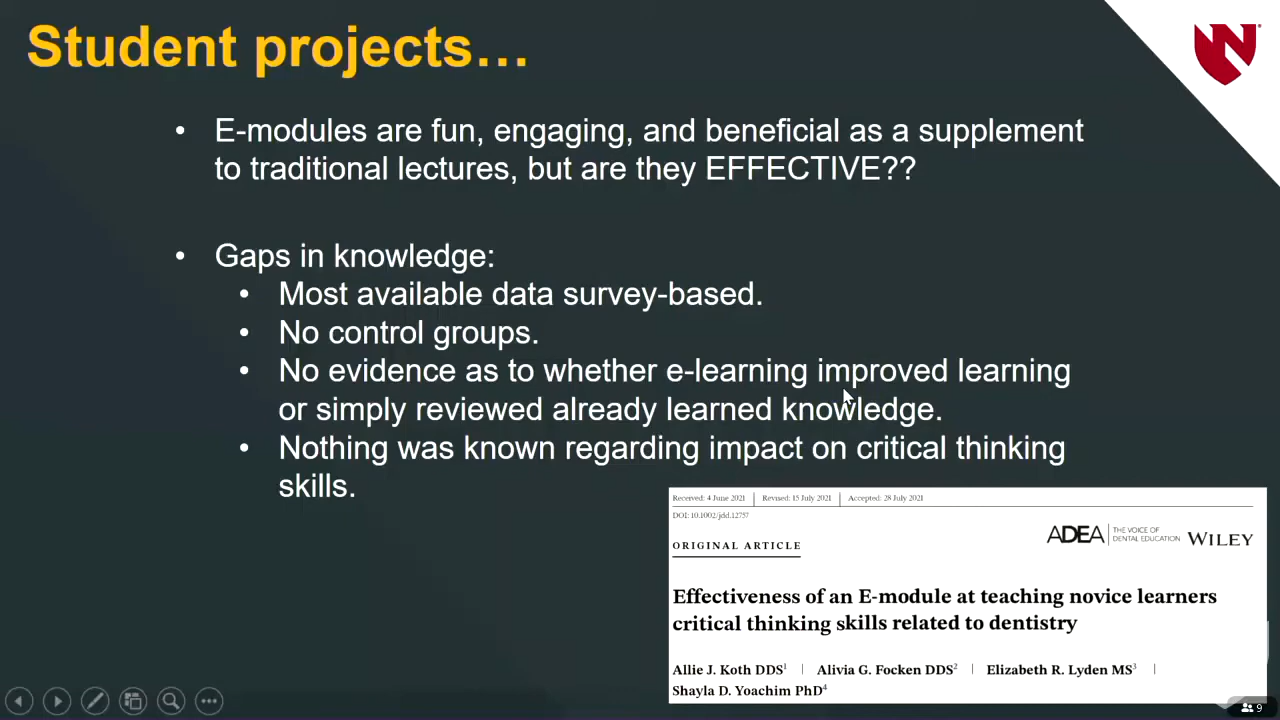 Student projects…
• E-modules are fun, engaging, and beneficial as a supplement
to traditional lectures, but are they EFFECTIVE??
• Gaps in knowledge:
• Most available data survey-based.
• No control groups.
• No evidence as to whether e-learning improved learning
or simply reviewed already learned knowledge.
• Nothing was known regarding impact on critical thinking
skills.
Received: 4 June 2021 | Revised: 15 July 2021 | Accepted: 28 July 2021
DOI: 10.1002/jdd.12757
ADEA | THE VOICE OF
DENTAL EDUCATION WILEY
ORIGINAL ARTICLE
Effectiveness of an E-module at teaching novice learners
critical thinking skills related to dentistry
Allie J. Koth DDS¹ | Alivia G. Focken DDS² | Elizabeth R. Lyden MS³ |
Shayla D. Yoachim PhD⁴
9